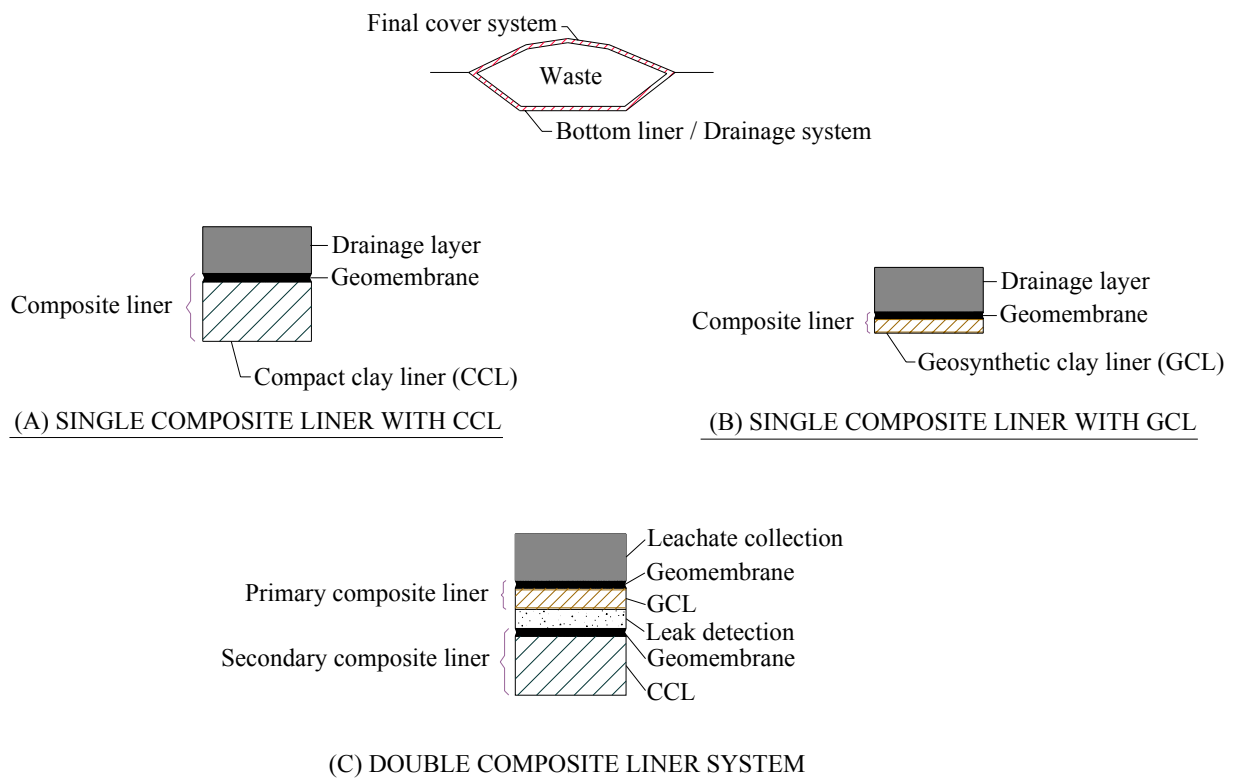 Final cover system
Waste
Bottom liner / Drainage system
Drainage layer
Geomembrane
Composite liner
Compact clay liner (CCL)
(A) SINGLE COMPOSITE LINER WITH CCL
Drainage layer
Geomembrane
Composite liner
Geosynthetic clay liner (GCL)
(B) SINGLE COMPOSITE LINER WITH GCL
Leachate collection
Geomembrane
Primary composite liner
GCL
Leak detection
Geomembrane
Secondary composite liner
CCL
(C) DOUBLE COMPOSITE LINER SYSTEM